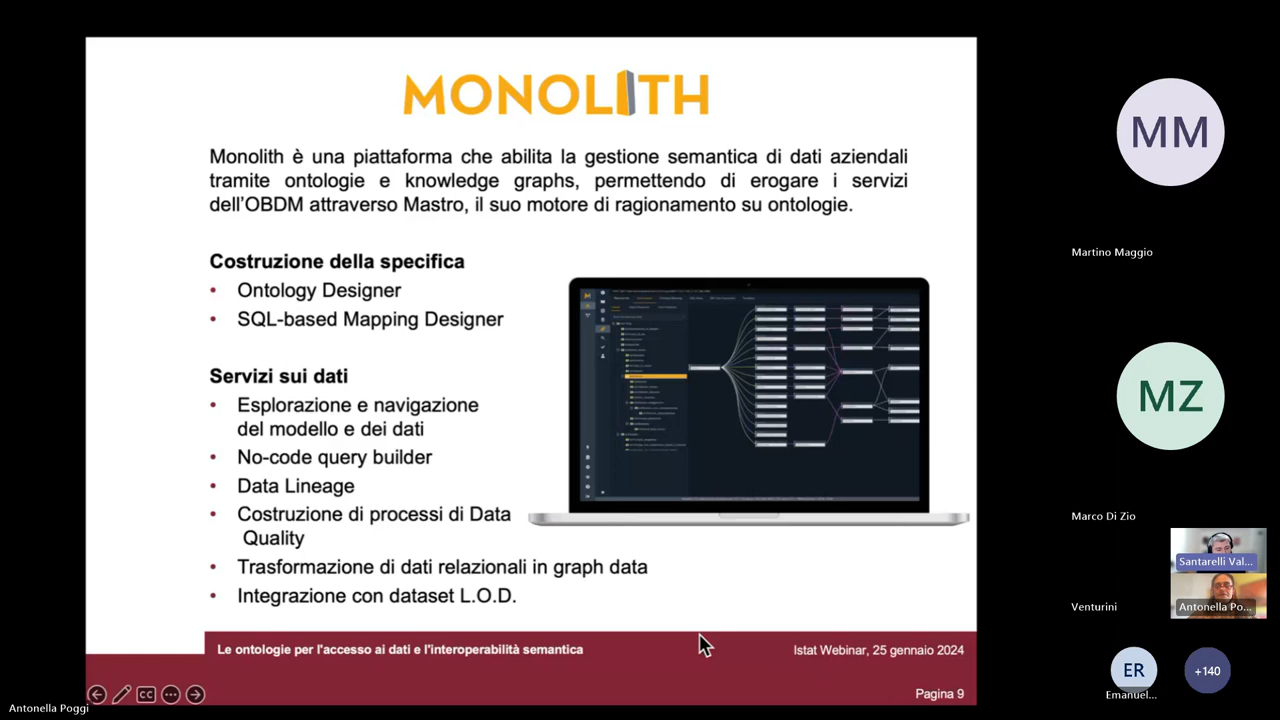 MONOLITH
Monolith è una piattaforma che abilita la gestione semantica di dati aziendali
tramite ontologie e knowledge graphs, permettendo di erogare i servizi
dell'OBDM attraverso Mastro, il suo motore di ragionamento su ontologie.
Costruzione della specifica
• Ontology Designer
• SQL-based Mapping Designer
Servizi sui dati
• Esplorazione e navigazione
del modello e dei dati
• No-code query builder
• Data Lineage
• Costruzione di processi di Data
Quality
• Trasformazione di dati relazionali in graph data
• Integrazione con dataset L.O.D.
Le ontologie per l'accesso ai dati e l'interoperabilità semantica
Istat Webinar, 25 gennaio 2024
Pagina 9
CC
Antonella Poggi
MM
Martino Maggio
MZ
Marco Di Zio
Santarelli Val...
Venturini
Antonella Po...
ER
+140
Emanuel...